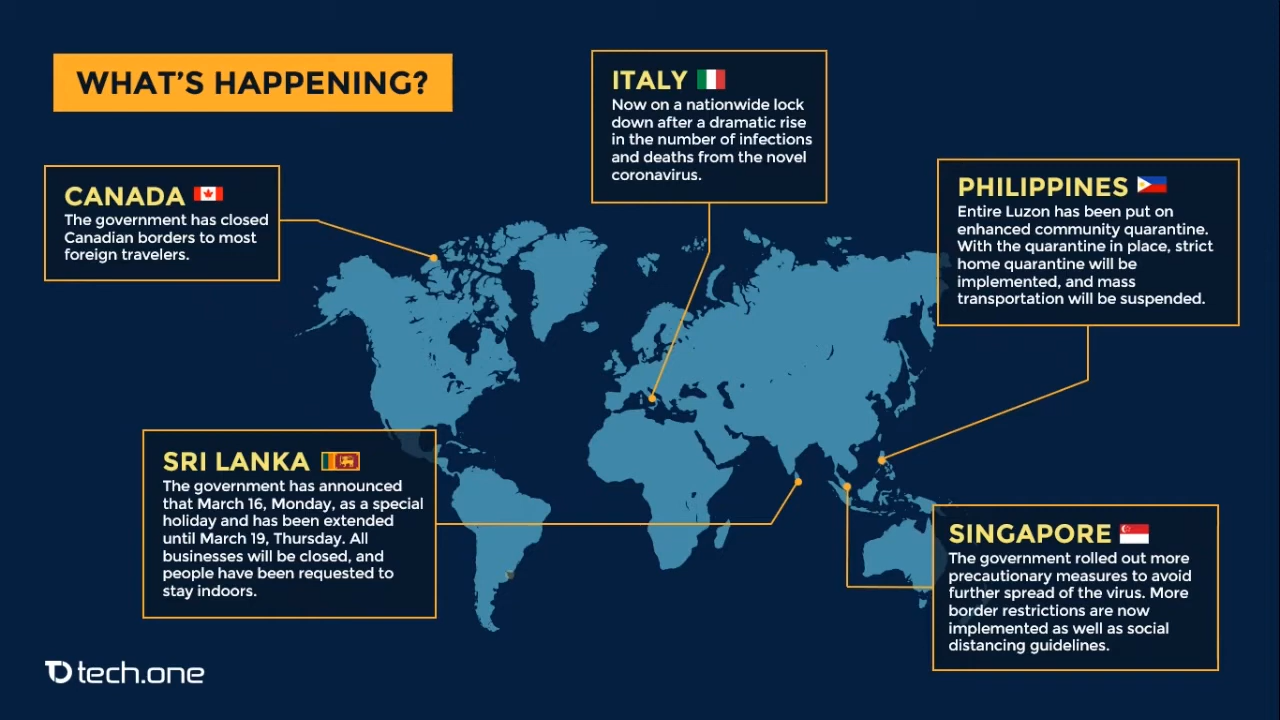 WHAT'S HAPPENING?
ITALY
Now on a nationwide lock
down after a dramatic rise
in the number of infections
and deaths from the novel
coronavirus.
CANADA
The government has closed
Canadian borders to most
foreign travelers.
PHILIPPINES
Entire Luzon has been put on
enhanced community quarantine.
With the quarantine in place, strict
home quarantine will be
implemented, and mass
transportation will be suspended.
SRI LANKA
The government has announced
that March 16, Monday, as a special
holiday and has been extended
until March 19, Thursday. All
businesses will be closed, and
people have been requested to
stay indoors.
SINGAPORE
The government rolled out more
precautionary measures to avoid
further spread of the virus. More
border restrictions are now
implemented as well as social
distancing guidelines.
tech.one